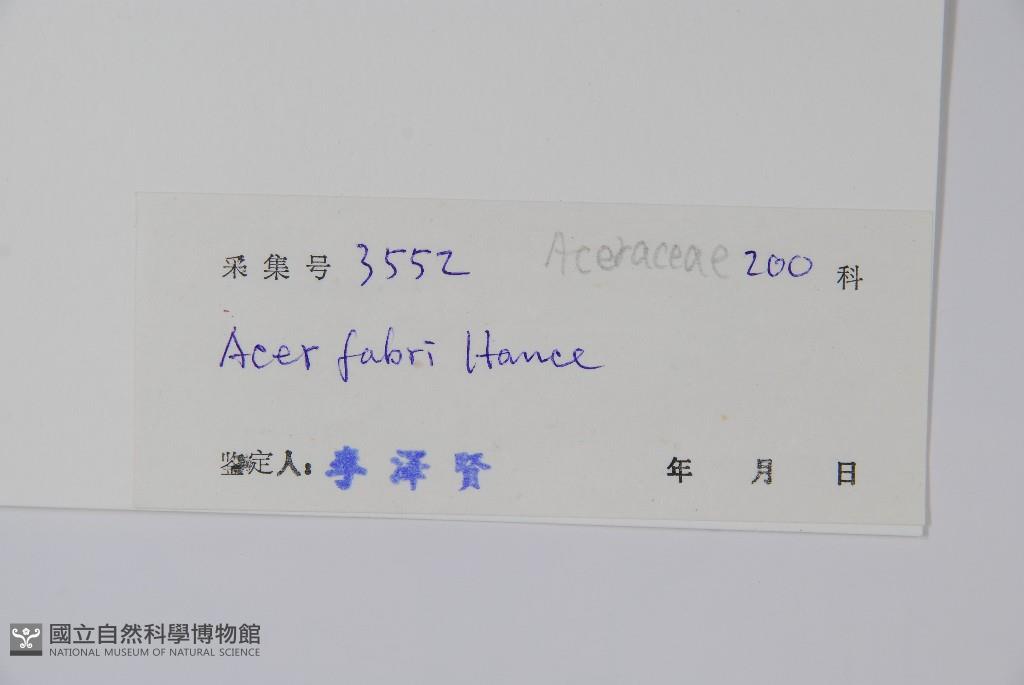 采集号 3552 Aceraceae 200 科
Acer fabri Hance
鉴定人: 李泽贤 年 月 日
國立自然科學博物館
NATIONAL MUSEUM OF NATURAL SCIENCE